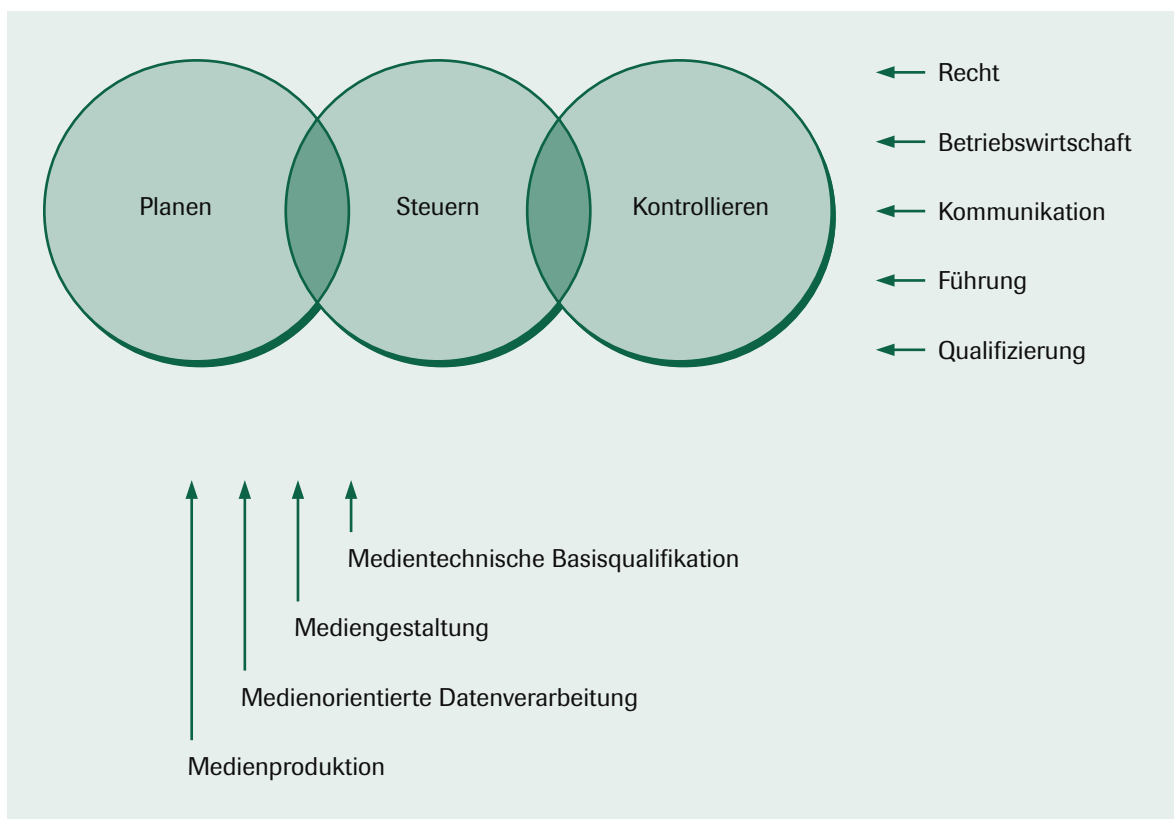 Planen
Steuern
Kontrollieren
Recht
Betriebswirtschaft
Kommunikation
Führung
Qualifizierung
Medientechnische Basisqualifikation
Mediengestaltung
Medienorientierte Datenverarbeitung
Medienproduktion